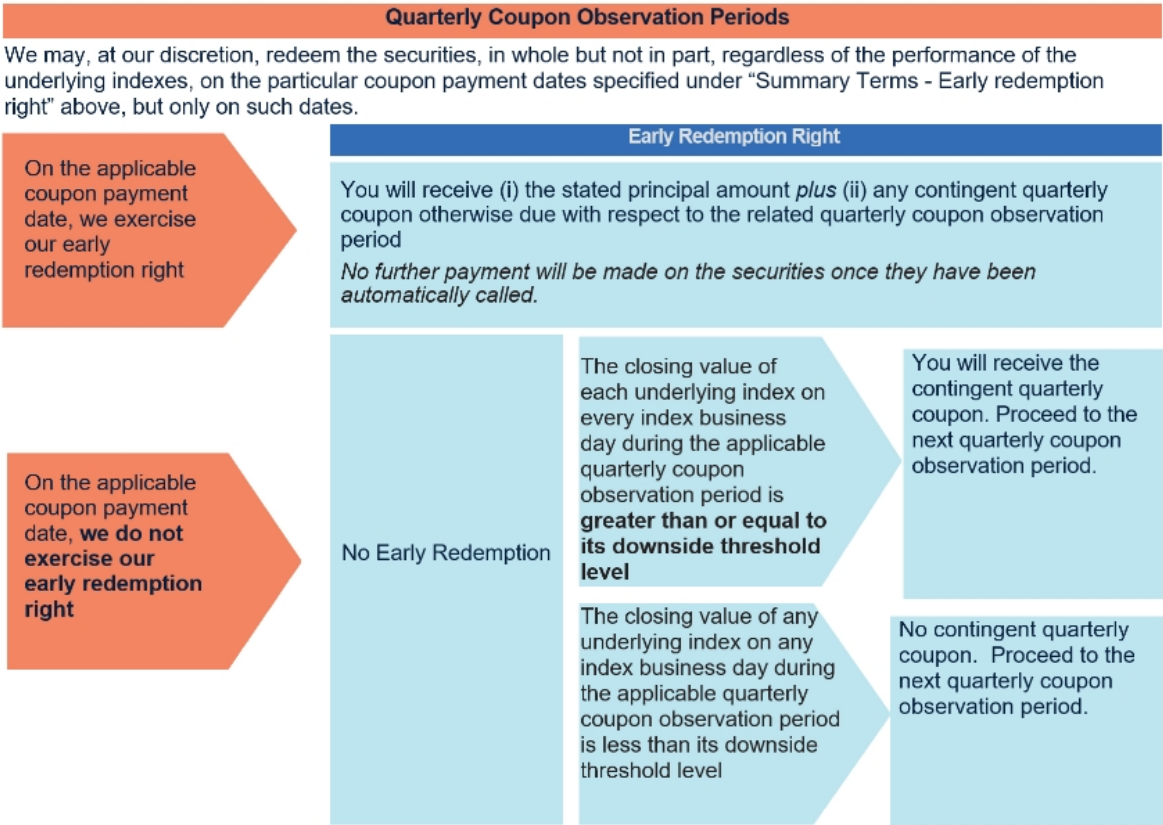 Quarterly Coupon Observation Periods
We may, at our discretion, redeem the securities, in whole but not in part, regardless of the performance of the
underlying indexes, on the particular coupon payment dates specified under “Summary Terms - Early redemption
right” above, but only on such dates.
On the applicable
coupon payment
date, we exercise
our early
redemption right
Early Redemption Right
You will receive (i) the stated principal amount plus (ii) any contingent quarterly
coupon otherwise due with respect to the related quarterly coupon observation
period
No further payment will be made on the securities once they have been
automatically called.
On the applicable
coupon payment
date, we do not
exercise our
early redemption
right
No Early Redemption
The closing value of
each underlying index on
every index business
day during the applicable
quarterly coupon
observation period is
greater than or equal to
its downside threshold
level
You will receive the
contingent quarterly
coupon. Proceed to the
next quarterly coupon
observation period.
The closing value of any
underlying index on any
index business day during
the applicable quarterly
coupon observation period
is less than its downside
threshold level
No contingent quarterly
coupon. Proceed to the
next quarterly coupon
observation period.